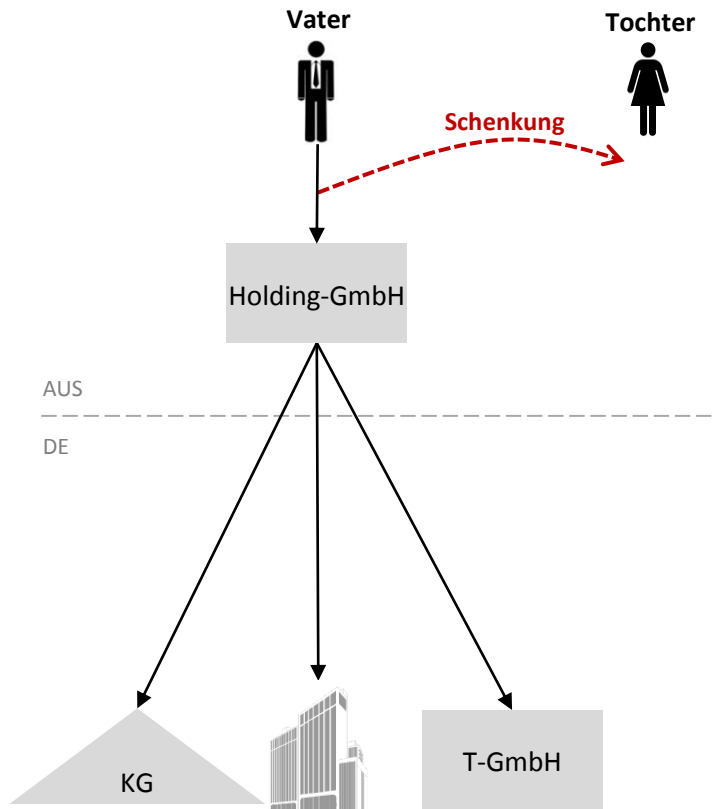 Vater
Tochter
Schenkung
Holding-GmbH
AUS
DE
KG
T-GmbH